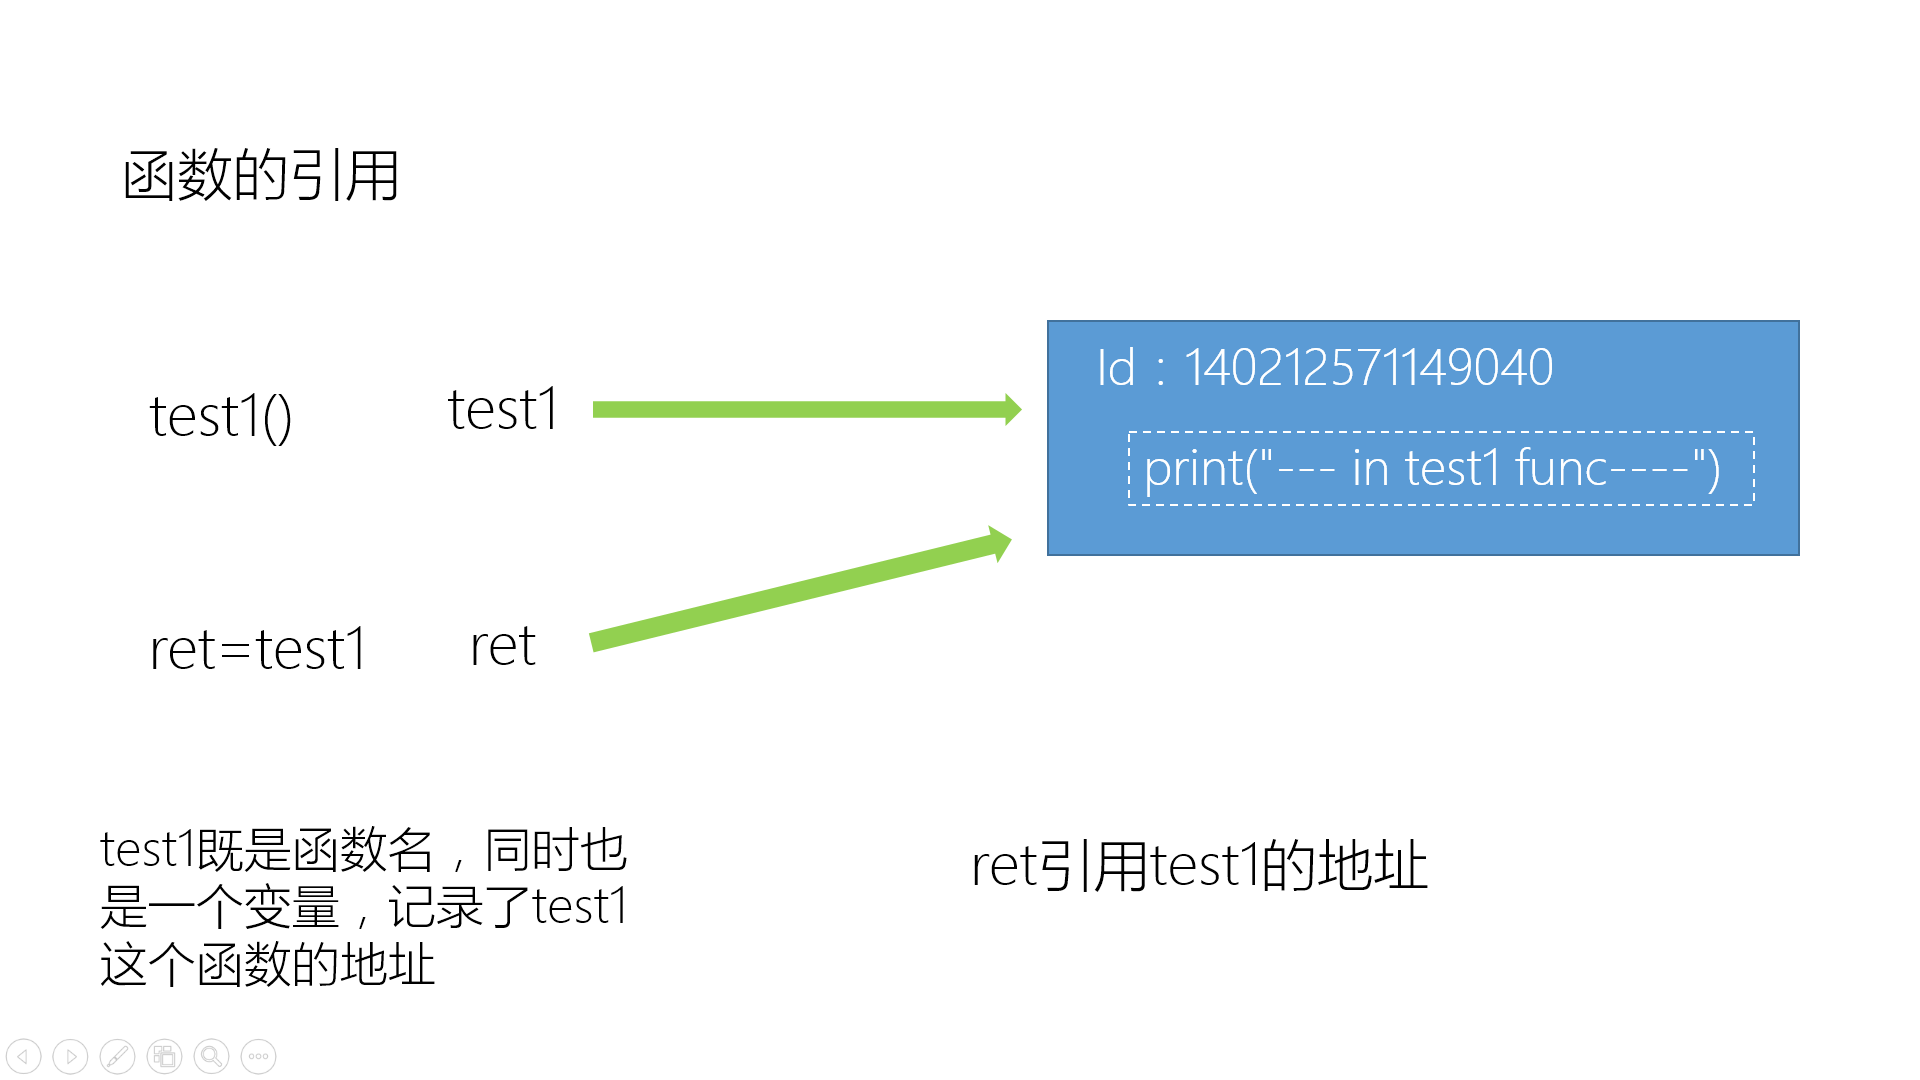 函数的引用
test1()
test1
Id：140212571149040
print("--- in test1 func----")
ret=test1
ret
test1既是函数名，同时也
是一个变量，记录了test1
这个函数的地址
ret引用test1的地址